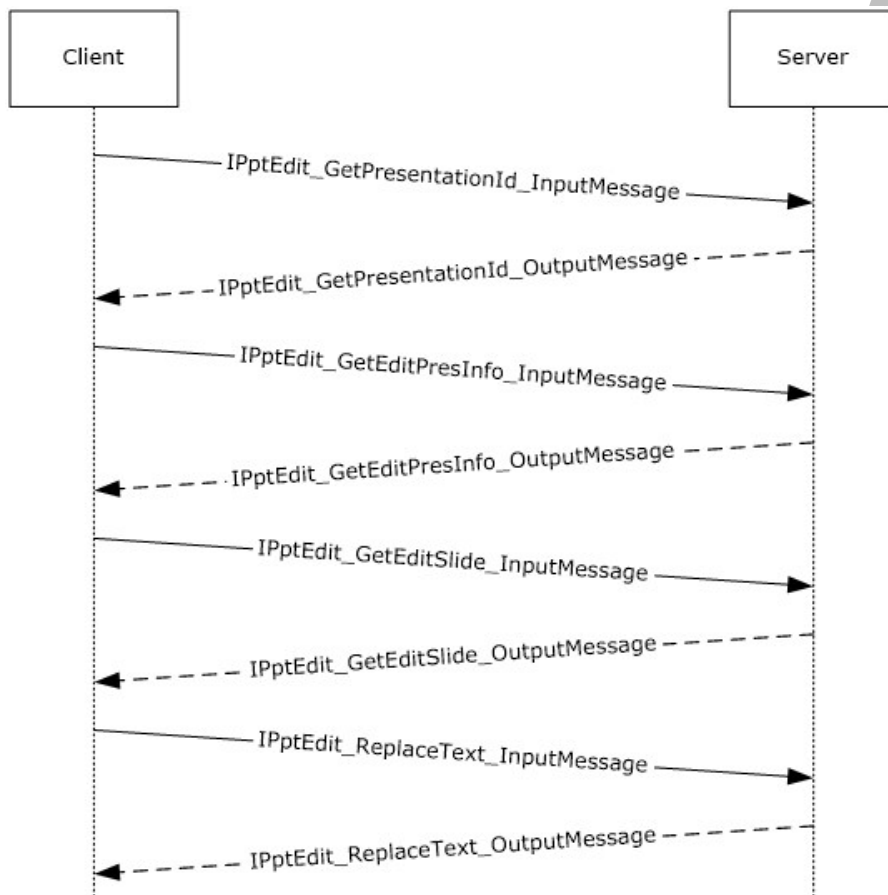 Client
Server
IPptEdit_GetPresentationId_InputMessage
IPptEdit_GetPresentationId_OutputMessage
IPptEdit_GetEditPresInfo_InputMessage
IPptEdit_GetEditPresInfo_OutputMessage
IPptEdit_GetEditSlide_InputMessage
IPptEdit_GetEditSlide_OutputMessage
IPptEdit_ReplaceText_InputMessage
IPptEdit_ReplaceText_OutputMessage